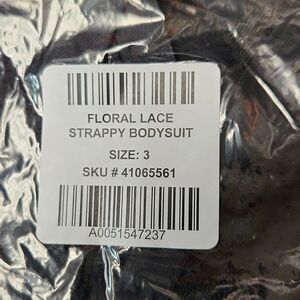 FLORAL LACE
STRAPPY BODYSUIT
SIZE: 3
SKU # 41065561
A0051547237